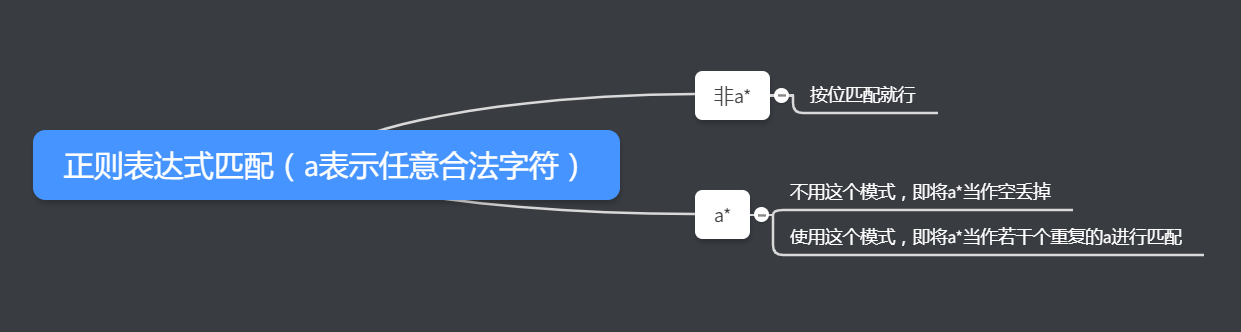 正则表达式匹配（a表示任意合法字符）
非a*
按位匹配就行
a*
不用这个模式，即将a*当作空丢掉
使用这个模式，即将a*当作若干个重复的a进行匹配